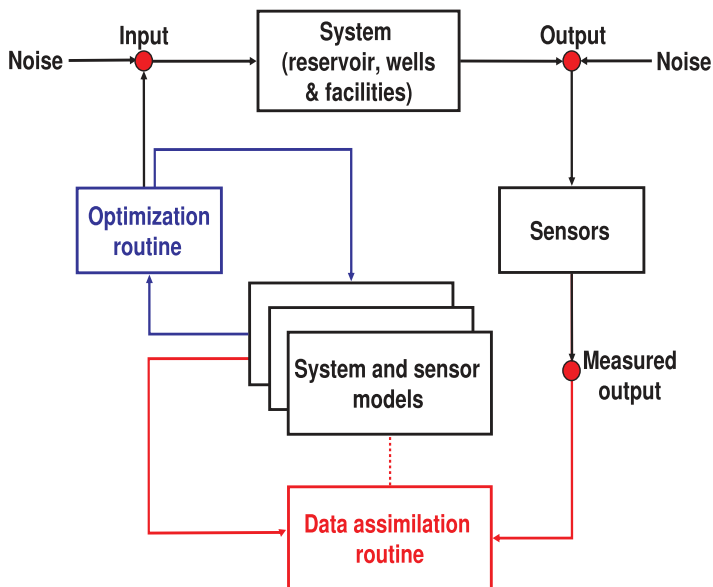 Input
System
(reservoir, wells
& facilities)
Output
Noise
Noise
Optimization
routine
Sensors
System and sensor
models
Measured
output
Data assimilation
routine